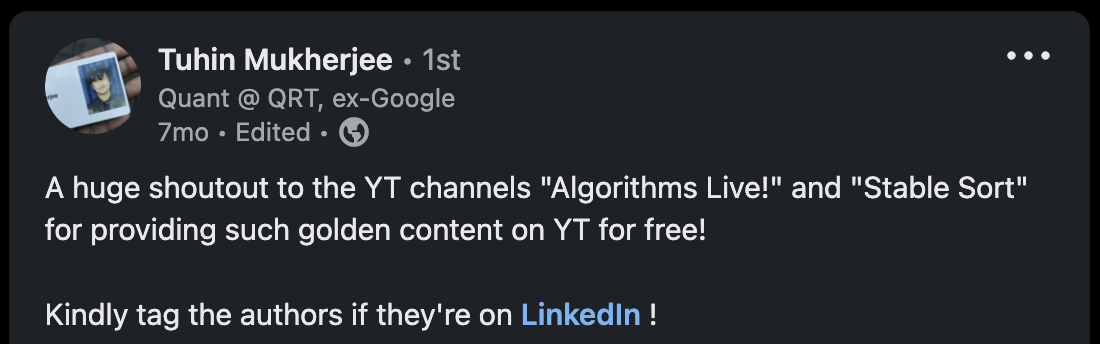 Tuhin Mukherjee • 1st
Quant @ QRT, ex-Google
7mo • Edited •
A huge shoutout to the YT channels "Algorithms Live!" and "Stable Sort"
for providing such golden content on YT for free!
Kindly tag the authors if they're on LinkedIn !